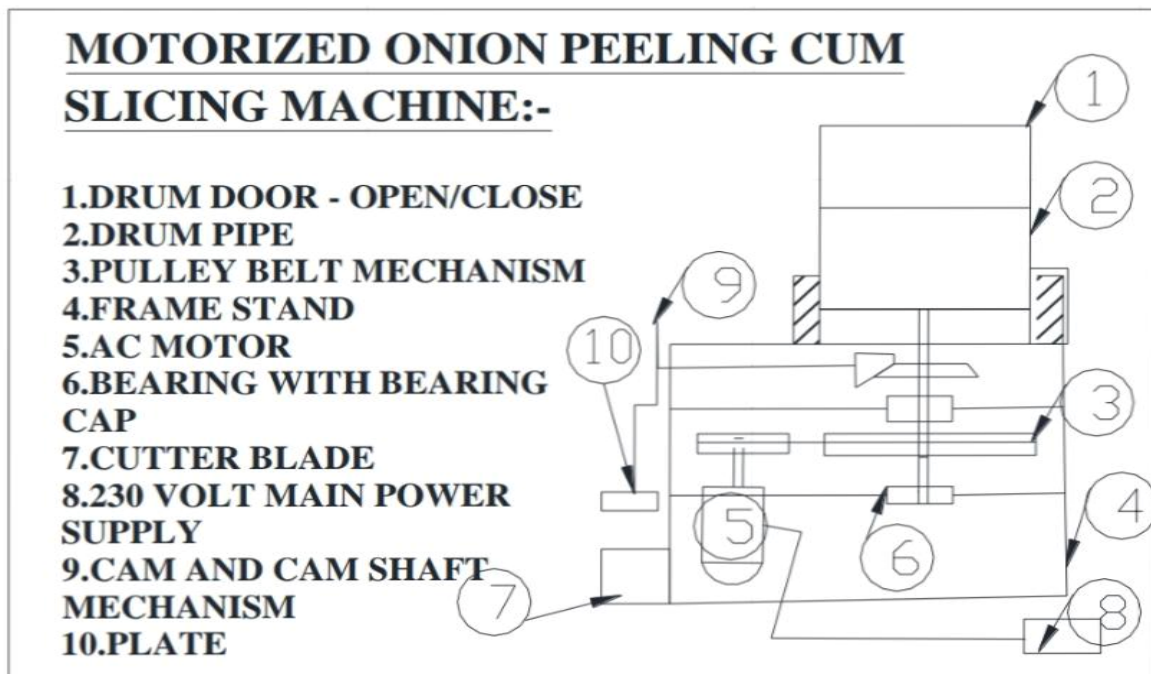 MOTORIZED ONION PEELING CUM
SLICING MACHINE:-
1.DRUM DOOR - OPEN/CLOSE
2.DRUM PIPE
3.PULLEY BELT MECHANISM
4.FRAME STAND
5.AC MOTOR
6.BEARING WITH BEARING
CAP
7.CUTTER BLADE
8.230 VOLT MAIN POWER
SUPPLY
9.CAM AND CAM SHAFT
MECHANISM
10.PLATE
1
2
9
10
3
4
5
6
7
8